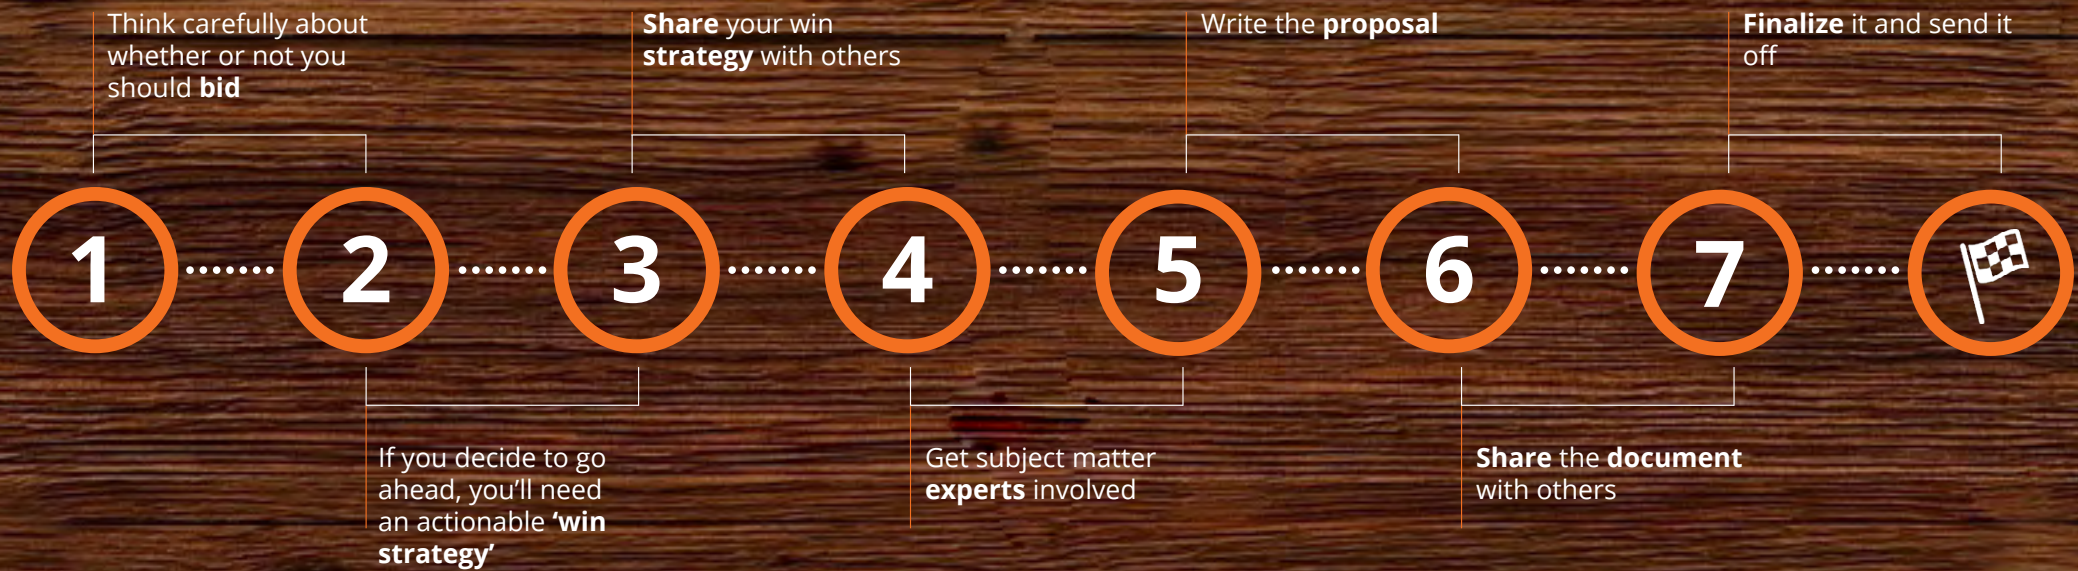 Think carefully about
whether or not you
should bid
Share your win
strategy with others
Write the proposal
Finalize it and send it
off
1
2
3
4
5
6
7
If you decide to go
ahead, you’ll need
an actionable ‘win
strategy’
Get subject matter
experts involved
Share the document
with others